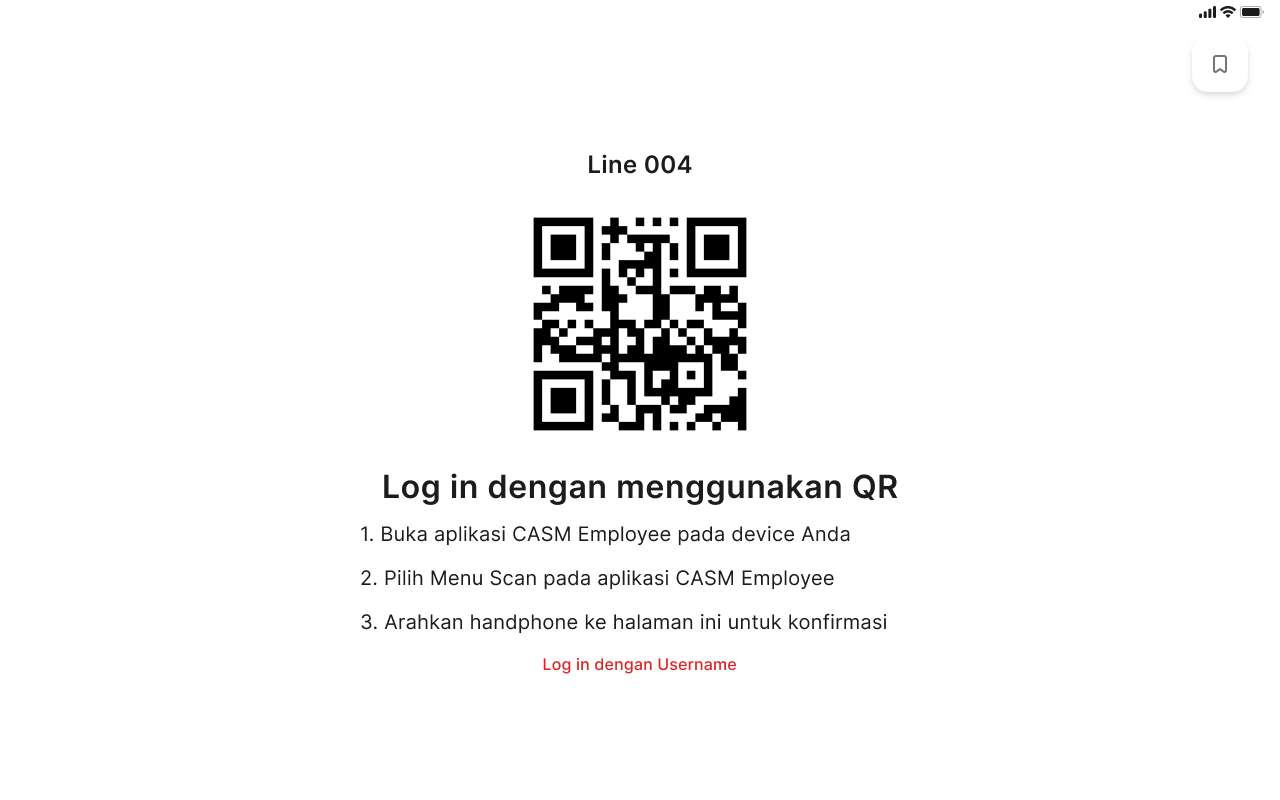 Line 004
Log in dengan menggunakan QR
1. Buka aplikasi CASM Employee pada device Anda
2. Pilih Menu Scan pada aplikasi CASM Employee
3. Arahkan handphone ke halaman ini untuk konfirmasi
Log in dengan Username